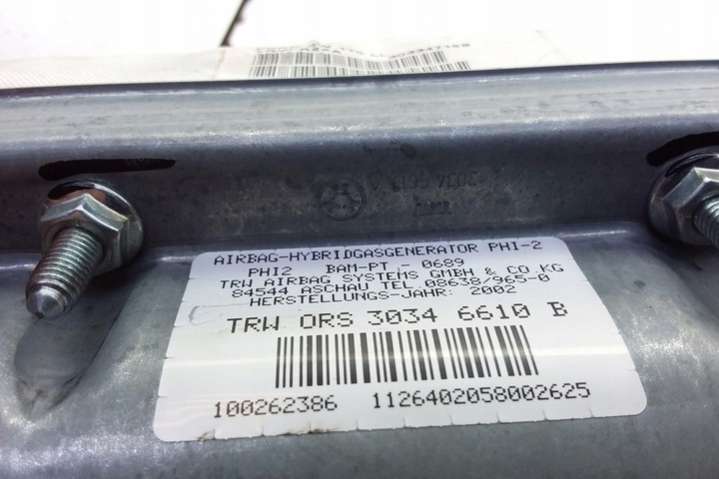 AIRBAG-HYBRIDGASGENERATOR PHI-2
PHI2 BAM-PT - 0689
TRW AIRBAG SYSTEMS GMBH & CO KG
84544 ASCHAU TEL 08638/965-0
HERSTELLUNGS-JAHR: 2002
TRW ORS 3034 6610 B
100262386 1126402058002625